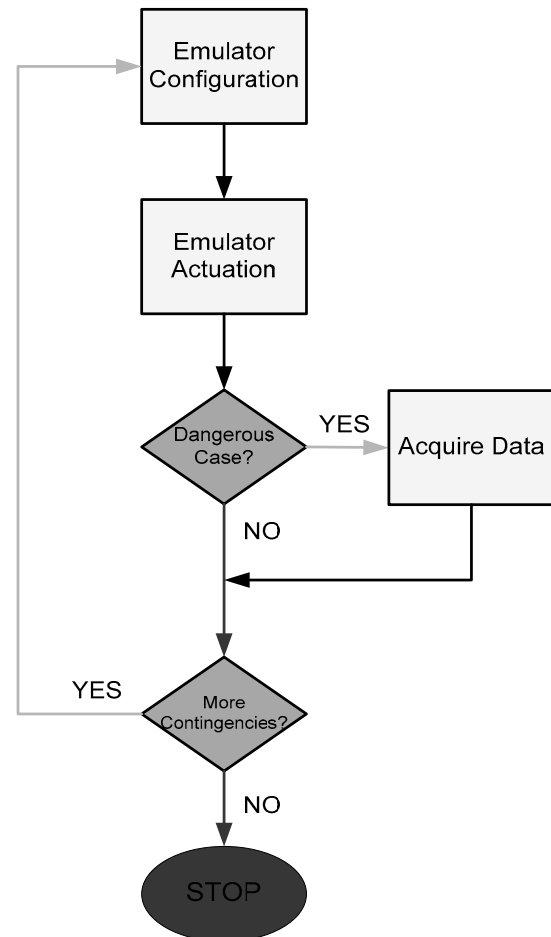 Emulator
Configuration
Emulator
Actuation
Dangerous
Case?
YES
Acquire Data
NO
YES
More
Contingencies?
NO
STOP